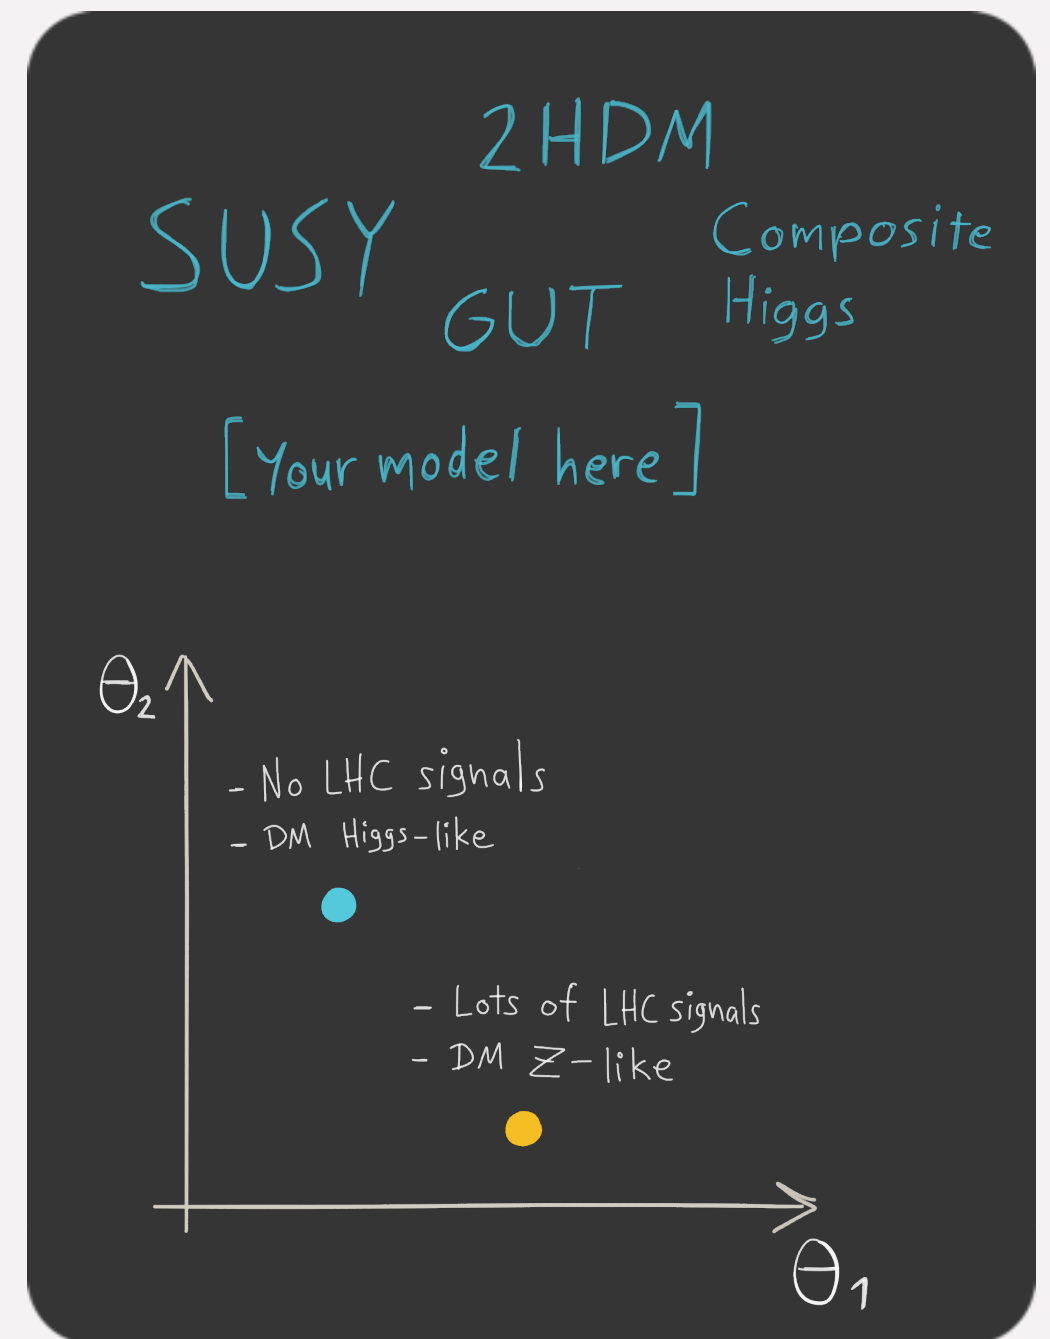 2HDM
SUSY
Composite
Higgs
GUT
[Your model here]
θ₂
- No LHC signals
- DM Higgs-like
- Lots of LHC signals
- DM Z-like
θ₁